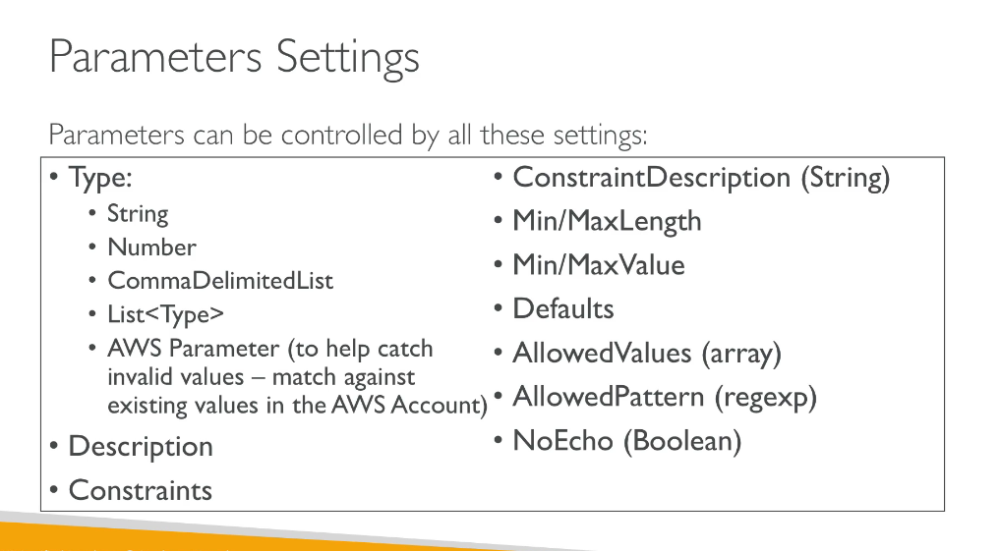 Parameters Settings
Parameters can be controlled by all these settings:
• Type:
• String
• Number
• CommaDelimitedList
• List<Type>
• AWS Parameter (to help catch
invalid values – match against
existing values in the AWS Account)
• Description
• Constraints
• ConstraintDescription (String)
• Min/MaxLength
• Min/MaxValue
• Defaults
• AllowedValues (array)
• AllowedPattern (regexp)
• NoEcho (Boolean)